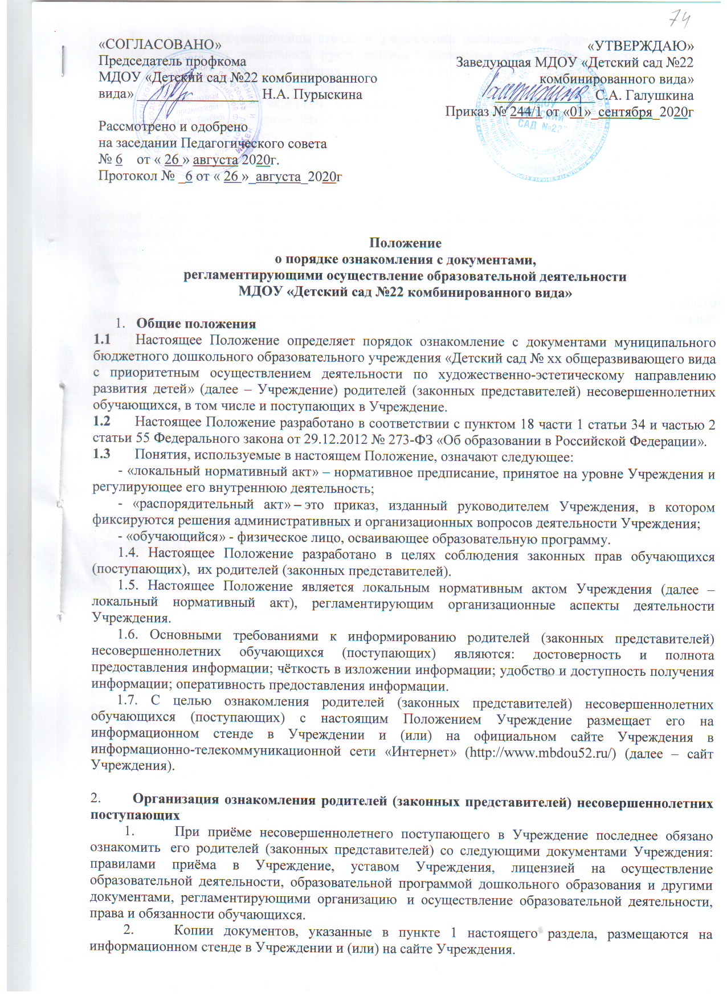 74
«СОГЛАСОВАНО»
Председатель профкома
МДОУ «Детский сад №22 комбинированного
вида» _________________ Н.А. Пурыскина
Рассмотрено и одобрено
на заседании Педагогического совета
№ 6 от « 26 » августа 2020г.
Протокол № _6 от « 26 »_августа_2020г
«УТВЕРЖДАЮ»
Заведующая МДОУ «Детский сад №22
комбинированного вида»
______________С.А. Галушкина
Приказ № 244/1 от «01»_сентября_2020г
МДОУ
ДЕТСКИЙ
САД №22
Положение
о порядке ознакомления с документами,
регламентирующими осуществление образовательной деятельности
МДОУ «Детский сад №22 комбинированного вида»
1. Общие положения
1.1 Настоящее Положение определяет порядок ознакомление с документами муниципального
бюджетного дошкольного образовательного учреждения «Детский сад № хх общеразвивающего вида
с приоритетным осуществлением деятельности по художественно-эстетическому направлению
развития детей» (далее – Учреждение) родителей (законных представителей) несовершеннолетних
обучающихся, в том числе и поступающих в Учреждение.
1.2 Настоящее Положение разработано в соответствии с пунктом 18 части 1 статьи 34 и частью 2
статьи 55 Федерального закона от 29.12.2012 № 273-ФЗ «Об образовании в Российской Федерации».
1.3 Понятия, используемые в настоящем Положение, означают следующее:
- «локальный нормативный акт» – нормативное предписание, принятое на уровне Учреждения и
регулирующее его внутреннюю деятельность;
- «распорядительный акт» – это приказ, изданный руководителем Учреждения, в котором
фиксируются решения административных и организационных вопросов деятельности Учреждения;
- «обучающийся» - физическое лицо, осваивающее образовательную программу.
1.4. Настоящее Положение разработано в целях соблюдения законных прав обучающихся
(поступающих), их родителей (законных представителей).
1.5. Настоящее Положение является локальным нормативным актом Учреждения (далее –
локальный нормативный акт), регламентирующим организационные аспекты деятельности
Учреждения.
1.6. Основными требованиями к информированию родителей (законных представителей)
несовершеннолетних обучающихся (поступающих) являются: достоверность и полнота
предоставления информации; чёткость в изложении информации; удобство и доступность получения
информации; оперативность предоставления информации.
1.7. С целью ознакомления родителей (законных представителей) несовершеннолетних
обучающихся (поступающих) с настоящим Положением Учреждение размещает его на
информационном стенде в Учреждении и (или) на официальном сайте Учреждения в
информационно-телекоммуникационной сети «Интернет» (http://www.mbdou52.ru/) (далее – сайт
Учреждения).
2. Организация ознакомления родителей (законных представителей) несовершеннолетних
поступающих
1. При приёме несовершеннолетнего поступающего в Учреждение последнее обязано
ознакомить его родителей (законных представителей) со следующими документами Учреждения:
правилами приёма в Учреждение, уставом Учреждения, лицензией на осуществление
образовательной деятельности, образовательной программой дошкольного образования и другими
документами, регламентирующими организацию и осуществление образовательной деятельности,
права и обязанности обучающихся.
2. Копии документов, указанные в пункте 1 настоящего раздела, размещаются на
информационном стенде в Учреждении и (или) на сайте Учреждения.